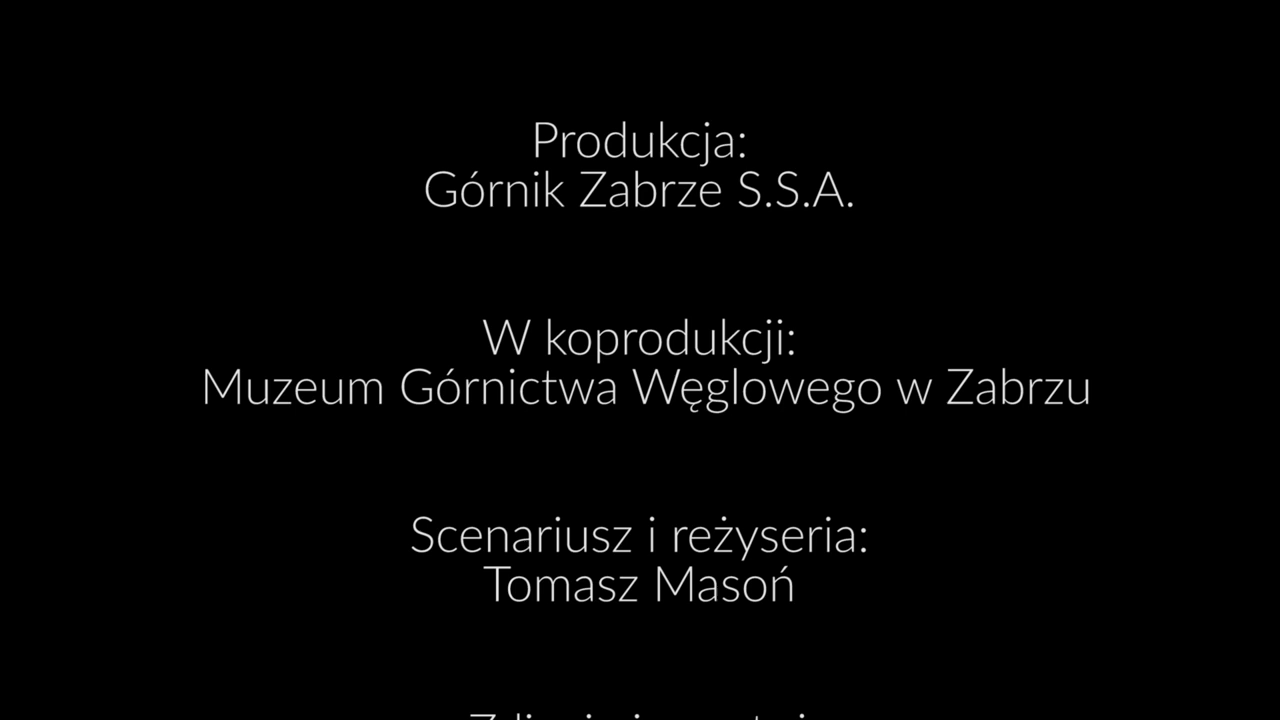 Produkcja:
Górnik Zabrze S.S.A.
W koprodukcji:
Muzeum Górnictwa Węglowego w Zabrzu
Scenariusz i reżyseria:
Tomasz Masoń